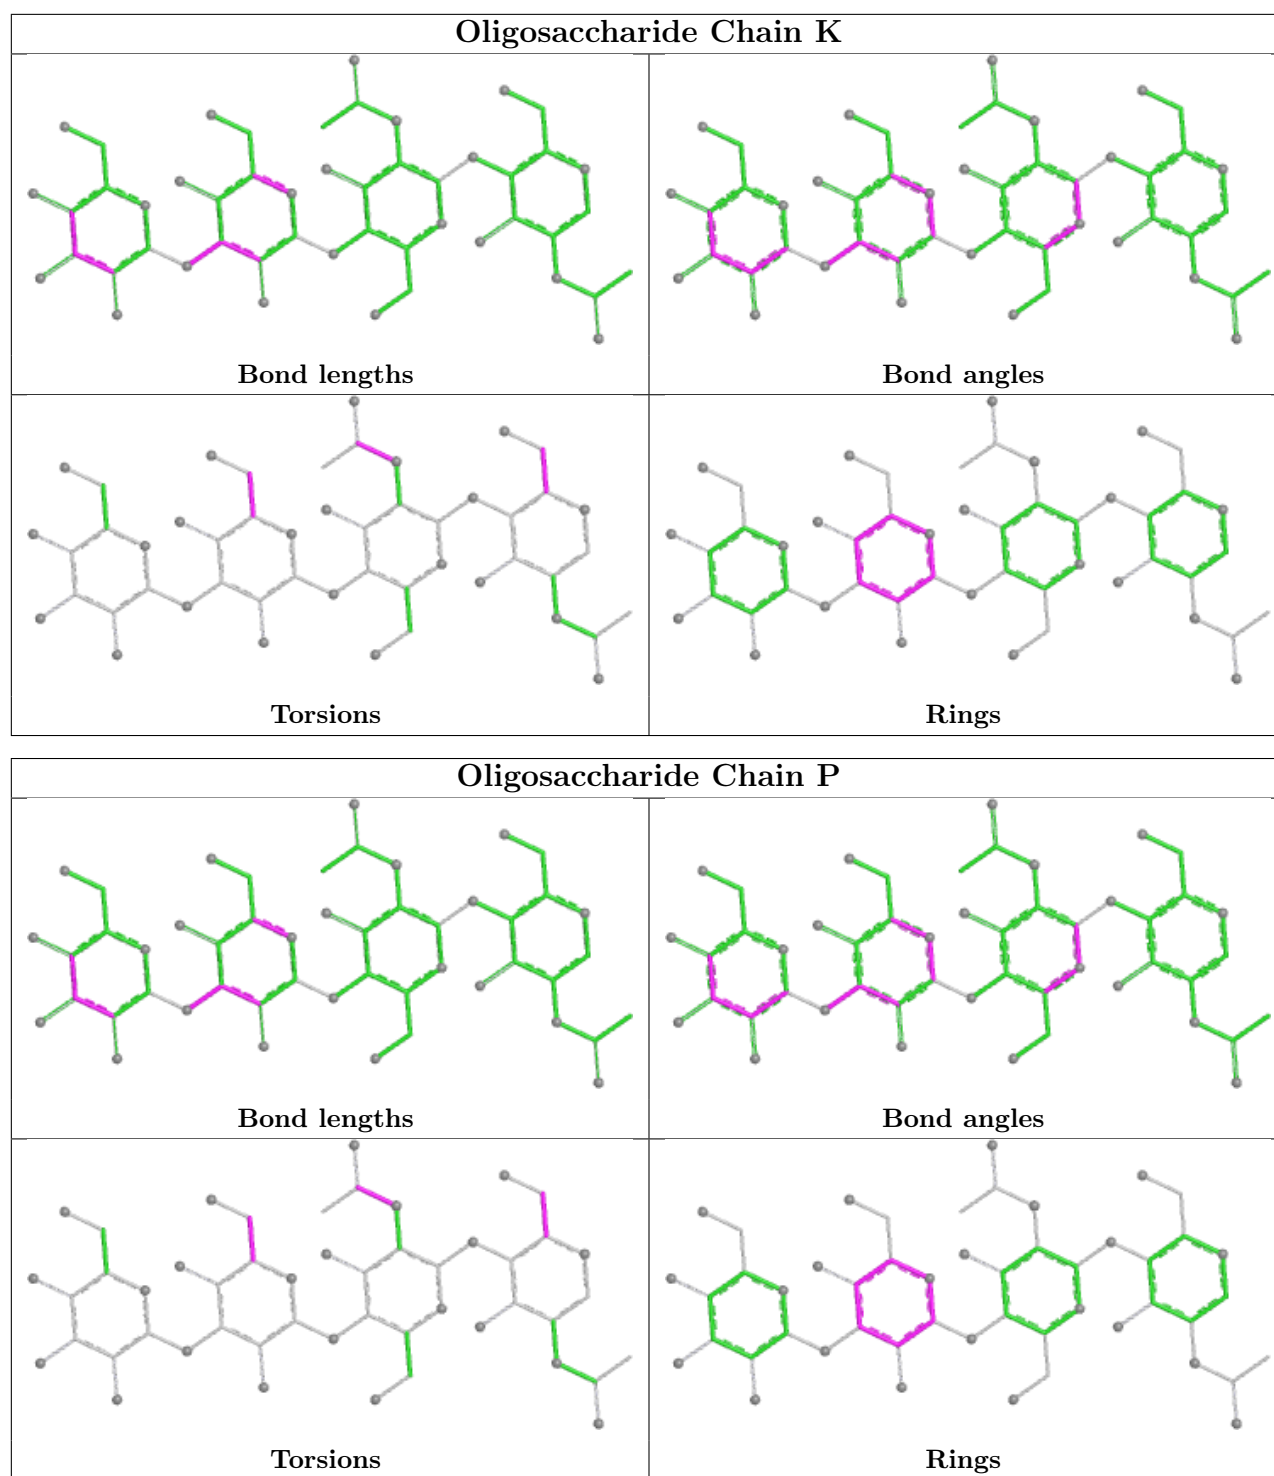 Oligosaccharide Chain K
Bond lengths
Bond angles
Torsions
Rings
Oligosaccharide Chain P
Bond lengths
Bond angles
Torsions
Rings